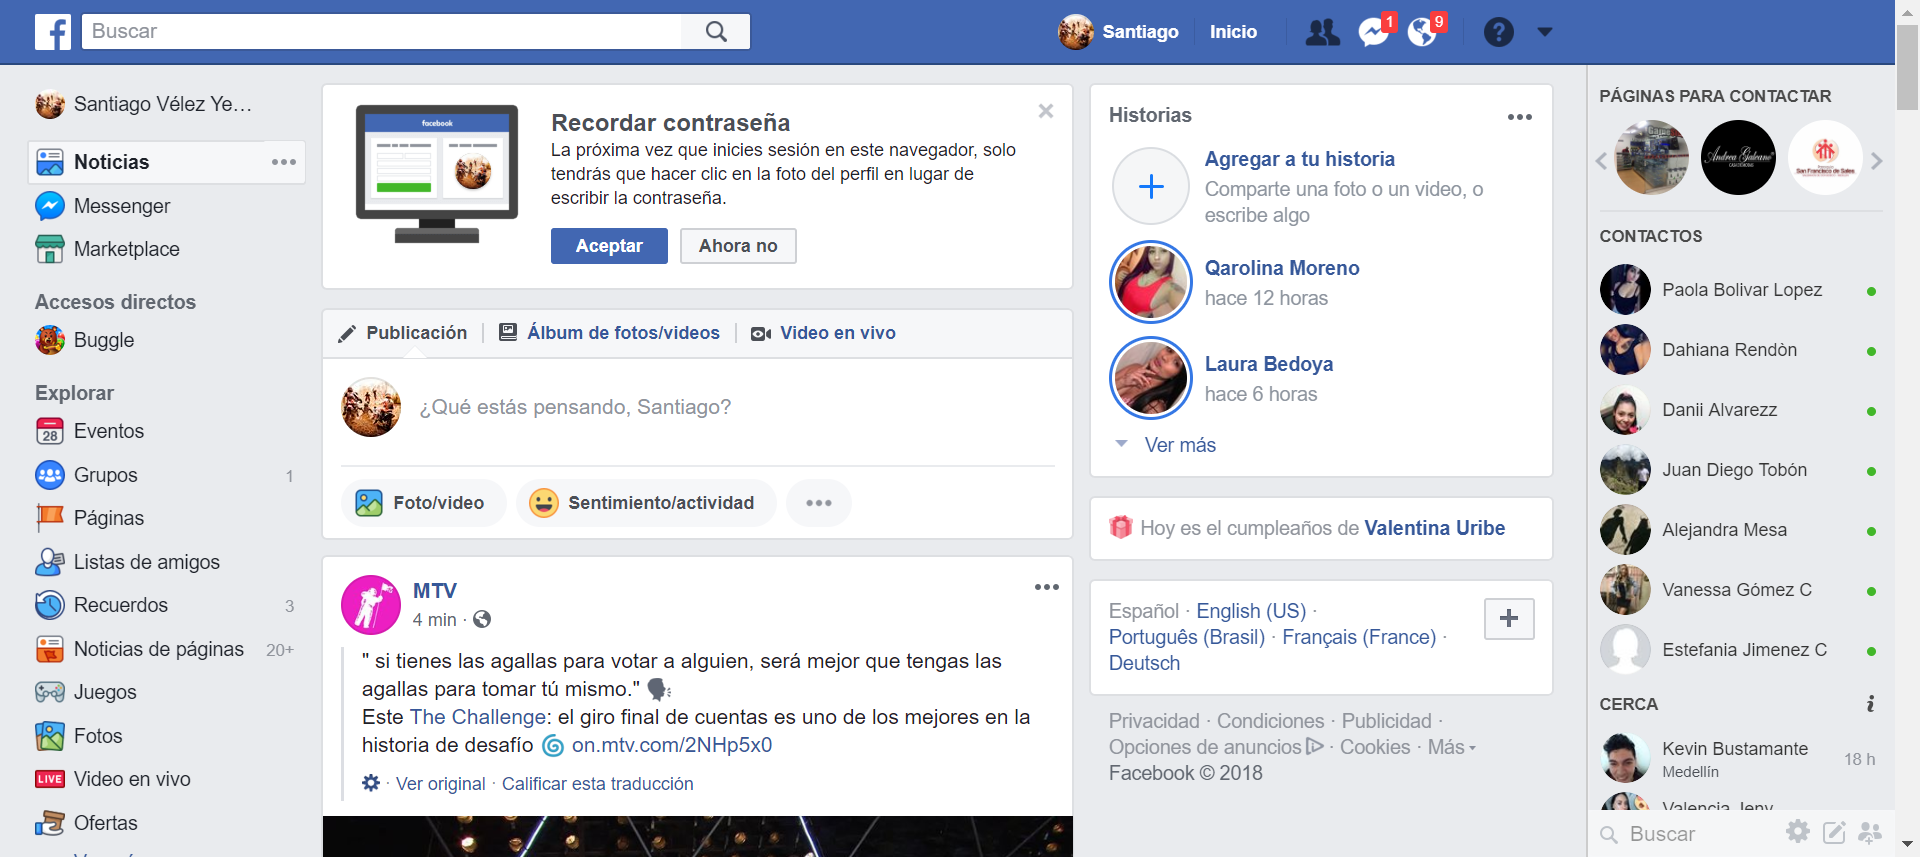 Buscar
Santiago
Inicio
1
9
Santiago Vélez Ye...
Noticias
Messenger
Marketplace
Accesos directos
Buggle
Explorar
28
Eventos
Grupos 1
Páginas
Listas de amigos
Recuerdos 3
Noticias de páginas 20+
Juegos
Fotos
LIVE
Video en vivo
Ofertas
facebook
Recordar contraseña
La próxima vez que inicies sesión en este navegador, solo
tendrás que hacer clic en la foto del perfil en lugar de
escribir la contraseña.
Aceptar
Ahora no
Publicación
Álbum de fotos/videos
Video en vivo
¿Qué estás pensando, Santiago?
Foto/video
Sentimiento/actividad
MTV
4 min ·
" si tienes las agallas para votar a alguien, será mejor que tengas las
agallas para tomar tú mismo."
Este The Challenge: el giro final de cuentas es uno de los mejores en la
historia de desafío on.mtv.com/2NHp5x0
· Ver original · Calificar esta traducción
Historias
Agregar a tu historia
Comparte una foto o un video, o
escribe algo
Qarolina Moreno
hace 12 horas
Laura Bedoya
hace 6 horas
Ver más
Hoy es el cumpleaños de Valentina Uribe
Español · English (US) ·
Português (Brasil) · Français (France) ·
Deutsch
Privacidad · Condiciones · Publicidad ·
Opciones de anuncios · Cookies · Más
Facebook © 2018
PÁGINAS PARA CONTACTAR
Andrea Galeano
San Francisco de Sales
CONTACTOS
Paola Bolivar Lopez
Dahiana Rendòn
Danii Alvarezz
Juan Diego Tobón
Alejandra Mesa
Vanessa Gómez C
Estefania Jimenez C
CERCA
Kevin Bustamante
Medellín
18 h
Valencia Jeny
Buscar